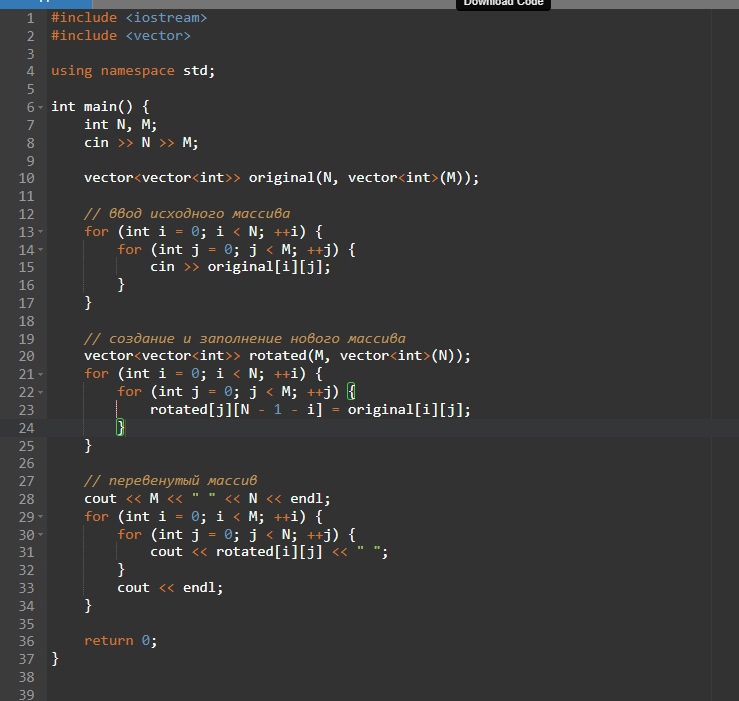 Download Code
1 #include <iostream>
2 #include <vector>
3
4 using namespace std;
5
6 int main() {
7     int N, M;
8     cin >> N >> M;
9
10     vector<vector<int>> original(N, vector<int>(M));
11
12     // ввод исходного массива
13     for (int i = 0; i < N; ++i) {
14         for (int j = 0; j < M; ++j) {
15             cin >> original[i][j];
16         }
17     }
18
19     // создание и заполнение нового массива
20     vector<vector<int>> rotated(M, vector<int>(N));
21     for (int i = 0; i < N; ++i) {
22         for (int j = 0; j < M; ++j) {
23             rotated[j][N - 1 - i] = original[i][j];
24         }
25     }
26
27     // перевенутый массив
28     cout << M << " " << N << endl;
29     for (int i = 0; i < M; ++i) {
30         for (int j = 0; j < N; ++j) {
31             cout << rotated[i][j] << " ";
32         }
33         cout << endl;
34     }
35
36     return 0;
37 }
38
39